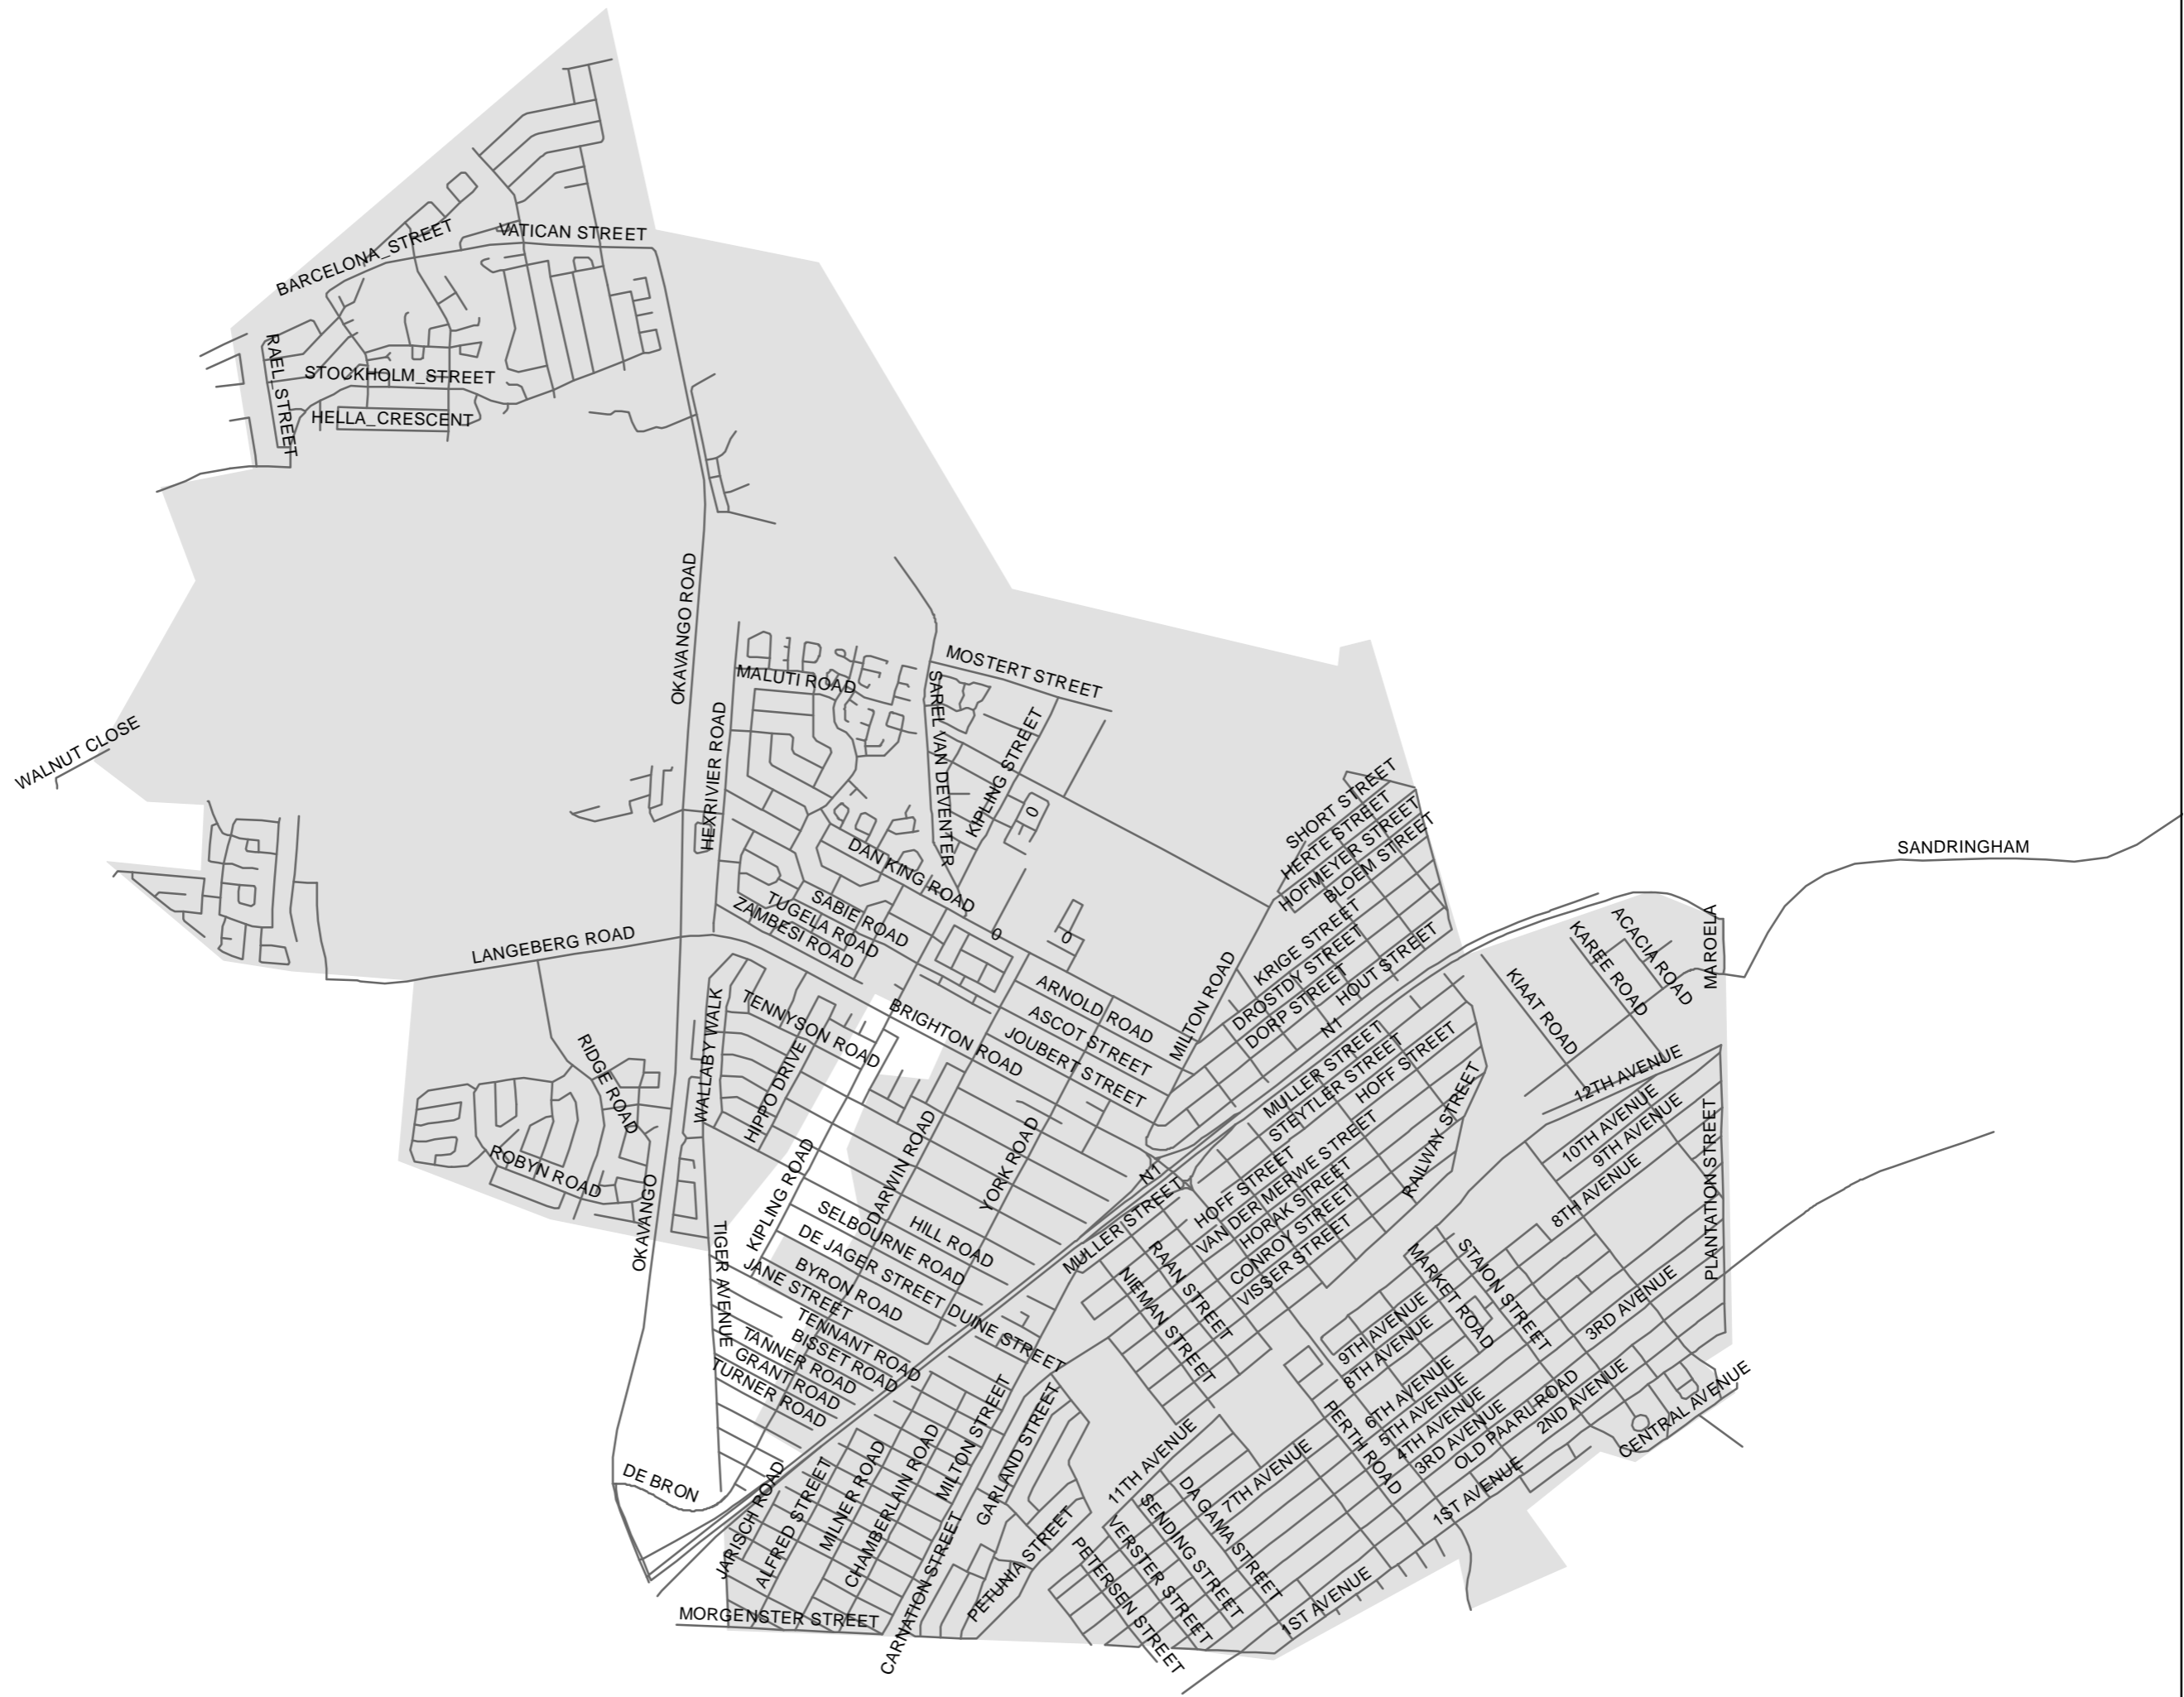 VATICAN STREET
BARCELONA_STREET
RAEL_STREET
STOCKHOLM_STREET
HELLA_CRESCENT
OKAVANGO ROAD
MOSTERT STREET
MALUTI ROAD
SAREL VAN DEVENTER
KIPLING STREET
HEXRIVIER ROAD
WALNUT CLOSE
0
SHORT STREET
HERTE STREET
HOFMEYER STREET
BLOEM STREET
DAN KING ROAD
SANDRINGHAM
SABIE ROAD
TUGELA ROAD
ZAMBESI ROAD
0
0
LANGEBERG ROAD
KRIGE STREET
DROSTDY STREET
DORP STREET
HOUT STREET
N1
ACACIA ROAD
KAREE ROAD
MAROELA
KIAAT ROAD
MILTON ROAD
ARNOLD ROAD
ASCOT STREET
JOUBERT STREET
BRIGHTON ROAD
TENNYSON ROAD
WALLABY WALK
HIPPO DRIVE
RIDGE ROAD
ROBYN ROAD
MULLER STREET
STEYTLER STREET
HOFF STREET
RAILWAY STREET
12TH AVENUE
10TH AVENUE
9TH AVENUE
8TH AVENUE
PLANTATION STREET
KIPLING ROAD
DARWIN ROAD
YORK ROAD
N1
MULLER STREET
HOFF STREET
VAN DER MERWE STREET
HORAK STREET
CONROY STREET
VISSER STREET
OKAVANGO
TIGER AVENUE
HILL ROAD
SELBOURNE ROAD
DE JAGER STREET
BYRON ROAD
JANE STREET
DUINE STREET
TENNANT ROAD
BISSET ROAD
TANNER ROAD
GRANT ROAD
TURNER ROAD
RAAN STREET
NIEMAN STREET
MARKET ROAD
STAION STREET
3RD AVENUE
9TH AVENUE
8TH AVENUE
6TH AVENUE
5TH AVENUE
4TH AVENUE
3RD AVENUE
OLD PAARL ROAD
2ND AVENUE
CENTRAL AVENUE
PERTH ROAD
1ST AVENUE
DE BRON
JARISCH ROAD
ALFRED STREET
MILNER ROAD
CHAMBERLAIN ROAD
MILTON STREET
GARLAND STREET
11TH AVENUE
7TH AVENUE
DA GAMA STREET
SENDING STREET
VERSTER STREET
PETERSEN STREET
PETUNIA STREET
CARNATION STREET
MORGENSTER STREET
1ST AVENUE